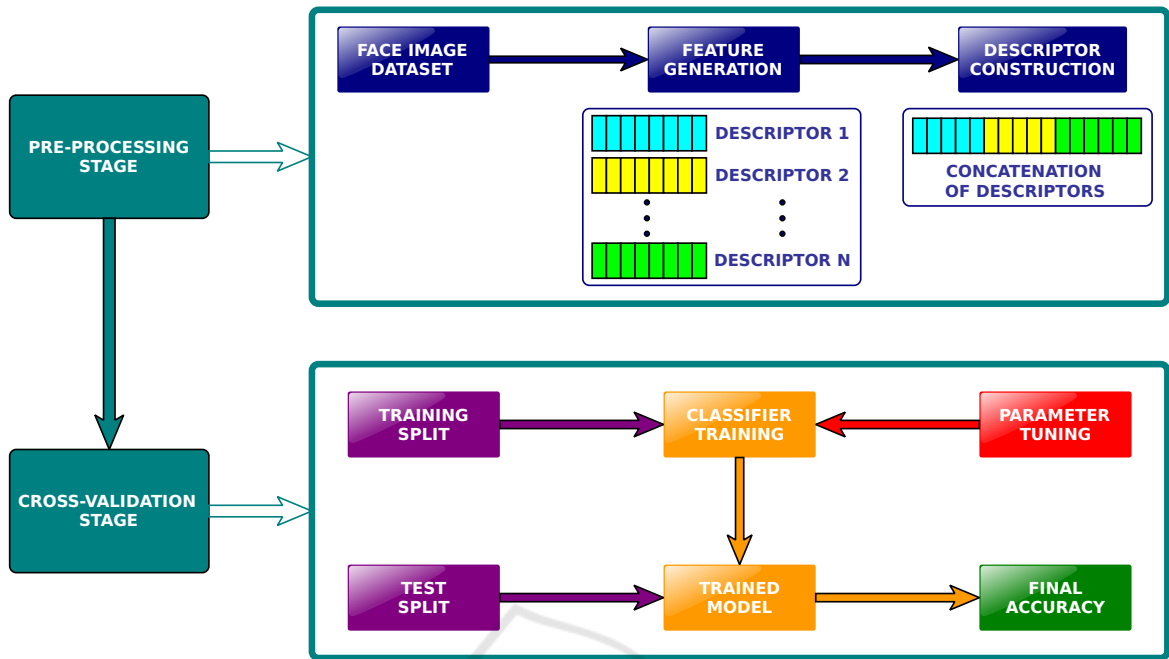 FACE IMAGE
DATASET
FEATURE
GENERATION
DESCRIPTOR
CONSTRUCTION
PRE-PROCESSING
STAGE
DESCRIPTOR 1
DESCRIPTOR 2
DESCRIPTOR N
CONCATENATION
OF DESCRIPTORS
CROSS-VALIDATION
STAGE
TRAINING
SPLIT
CLASSIFIER
TRAINING
PARAMETER
TUNING
TEST
SPLIT
TRAINED
MODEL
FINAL
ACCURACY